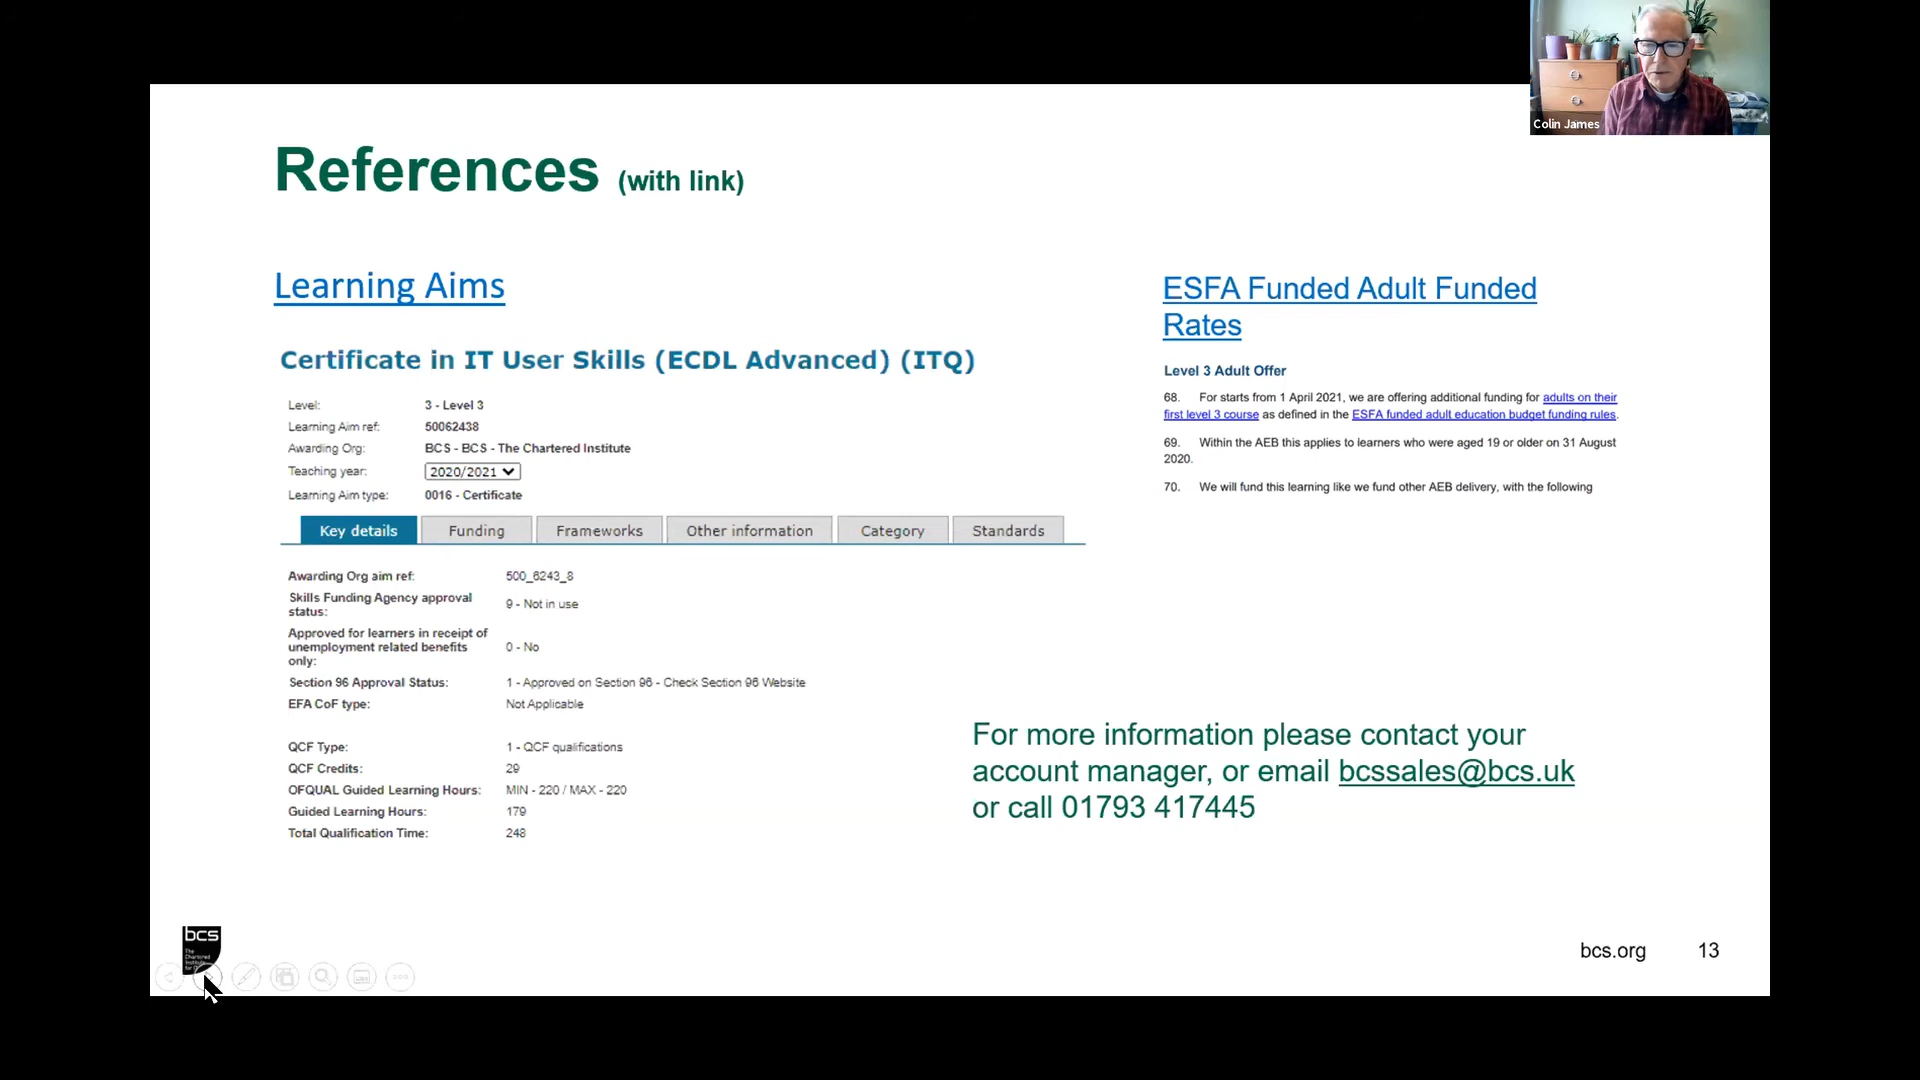 Colin James
References (with link)
Learning Aims
Certificate in IT User Skills (ECDL Advanced) (ITQ)
Level: 3 - Level 3
Learning Aim ref: 50062438
Awarding Org: BCS - BCS - The Chartered Institute
Teaching year: 2020/2021
Learning Aim type: 0016 - Certificate
Key details Funding Frameworks Other information Category Standards
Awarding Org aim ref: 500_6243_8
Skills Funding Agency approval
status: 9 - Not in use
Approved for learners in receipt of
unemployment related benefits
only: 0 - No
Section 96 Approval Status: 1 - Approved on Section 96 - Check Section 96 Website
EFA CoF type: Not Applicable
QCF Type: 1 - QCF qualifications
QCF Credits: 29
OFQUAL Guided Learning Hours: MIN - 220 / MAX - 220
Guided Learning Hours: 179
Total Qualification Time: 248
ESFA Funded Adult Funded
Rates
Level 3 Adult Offer
68. For starts from 1 April 2021, we are offering additional funding for adults on their
first level 3 course as defined in the ESFA funded adult education budget funding rules.
69. Within the AEB this applies to learners who were aged 19 or older on 31 August
2020.
70. We will fund this learning like we fund other AEB delivery, with the following
For more information please contact your
account manager, or email bcssales@bcs.uk
or call 01793 417445
bcs
The
Chartered
Institute
bcs.org 13